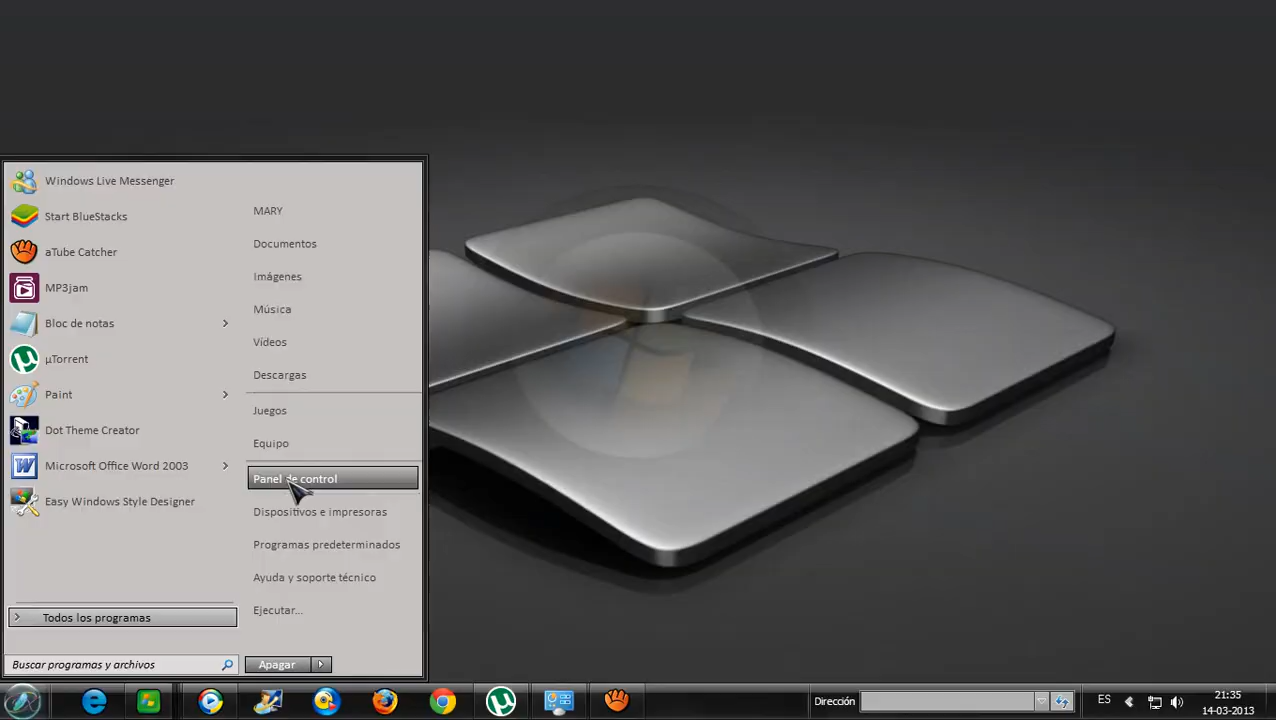 Windows Live Messenger
Start BlueStacks
aTube Catcher
MP3jam
Bloc de notas
µTorrent
Paint
Dot Theme Creator
Microsoft Office Word 2003
Easy Windows Style Designer
Todos los programas
Buscar programas y archivos
MARY
Documentos
Imágenes
Música
Vídeos
Descargas
Juegos
Equipo
Panel de control
Dispositivos e impresoras
Programas predeterminados
Ayuda y soporte técnico
Ejecutar...
Apagar
Dirección
ES
21:35
14-03-2013